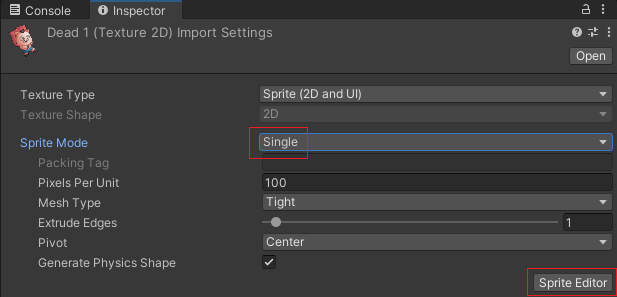 Console Inspector
Dead 1 (Texture 2D) Import Settings
Open
Texture Type Sprite (2D and UI)
Texture Shape 2D
Sprite Mode Single
Packing Tag
Pixels Per Unit 100
Mesh Type Tight
Extrude Edges 1
Pivot Center
Generate Physics Shape
Sprite Editor